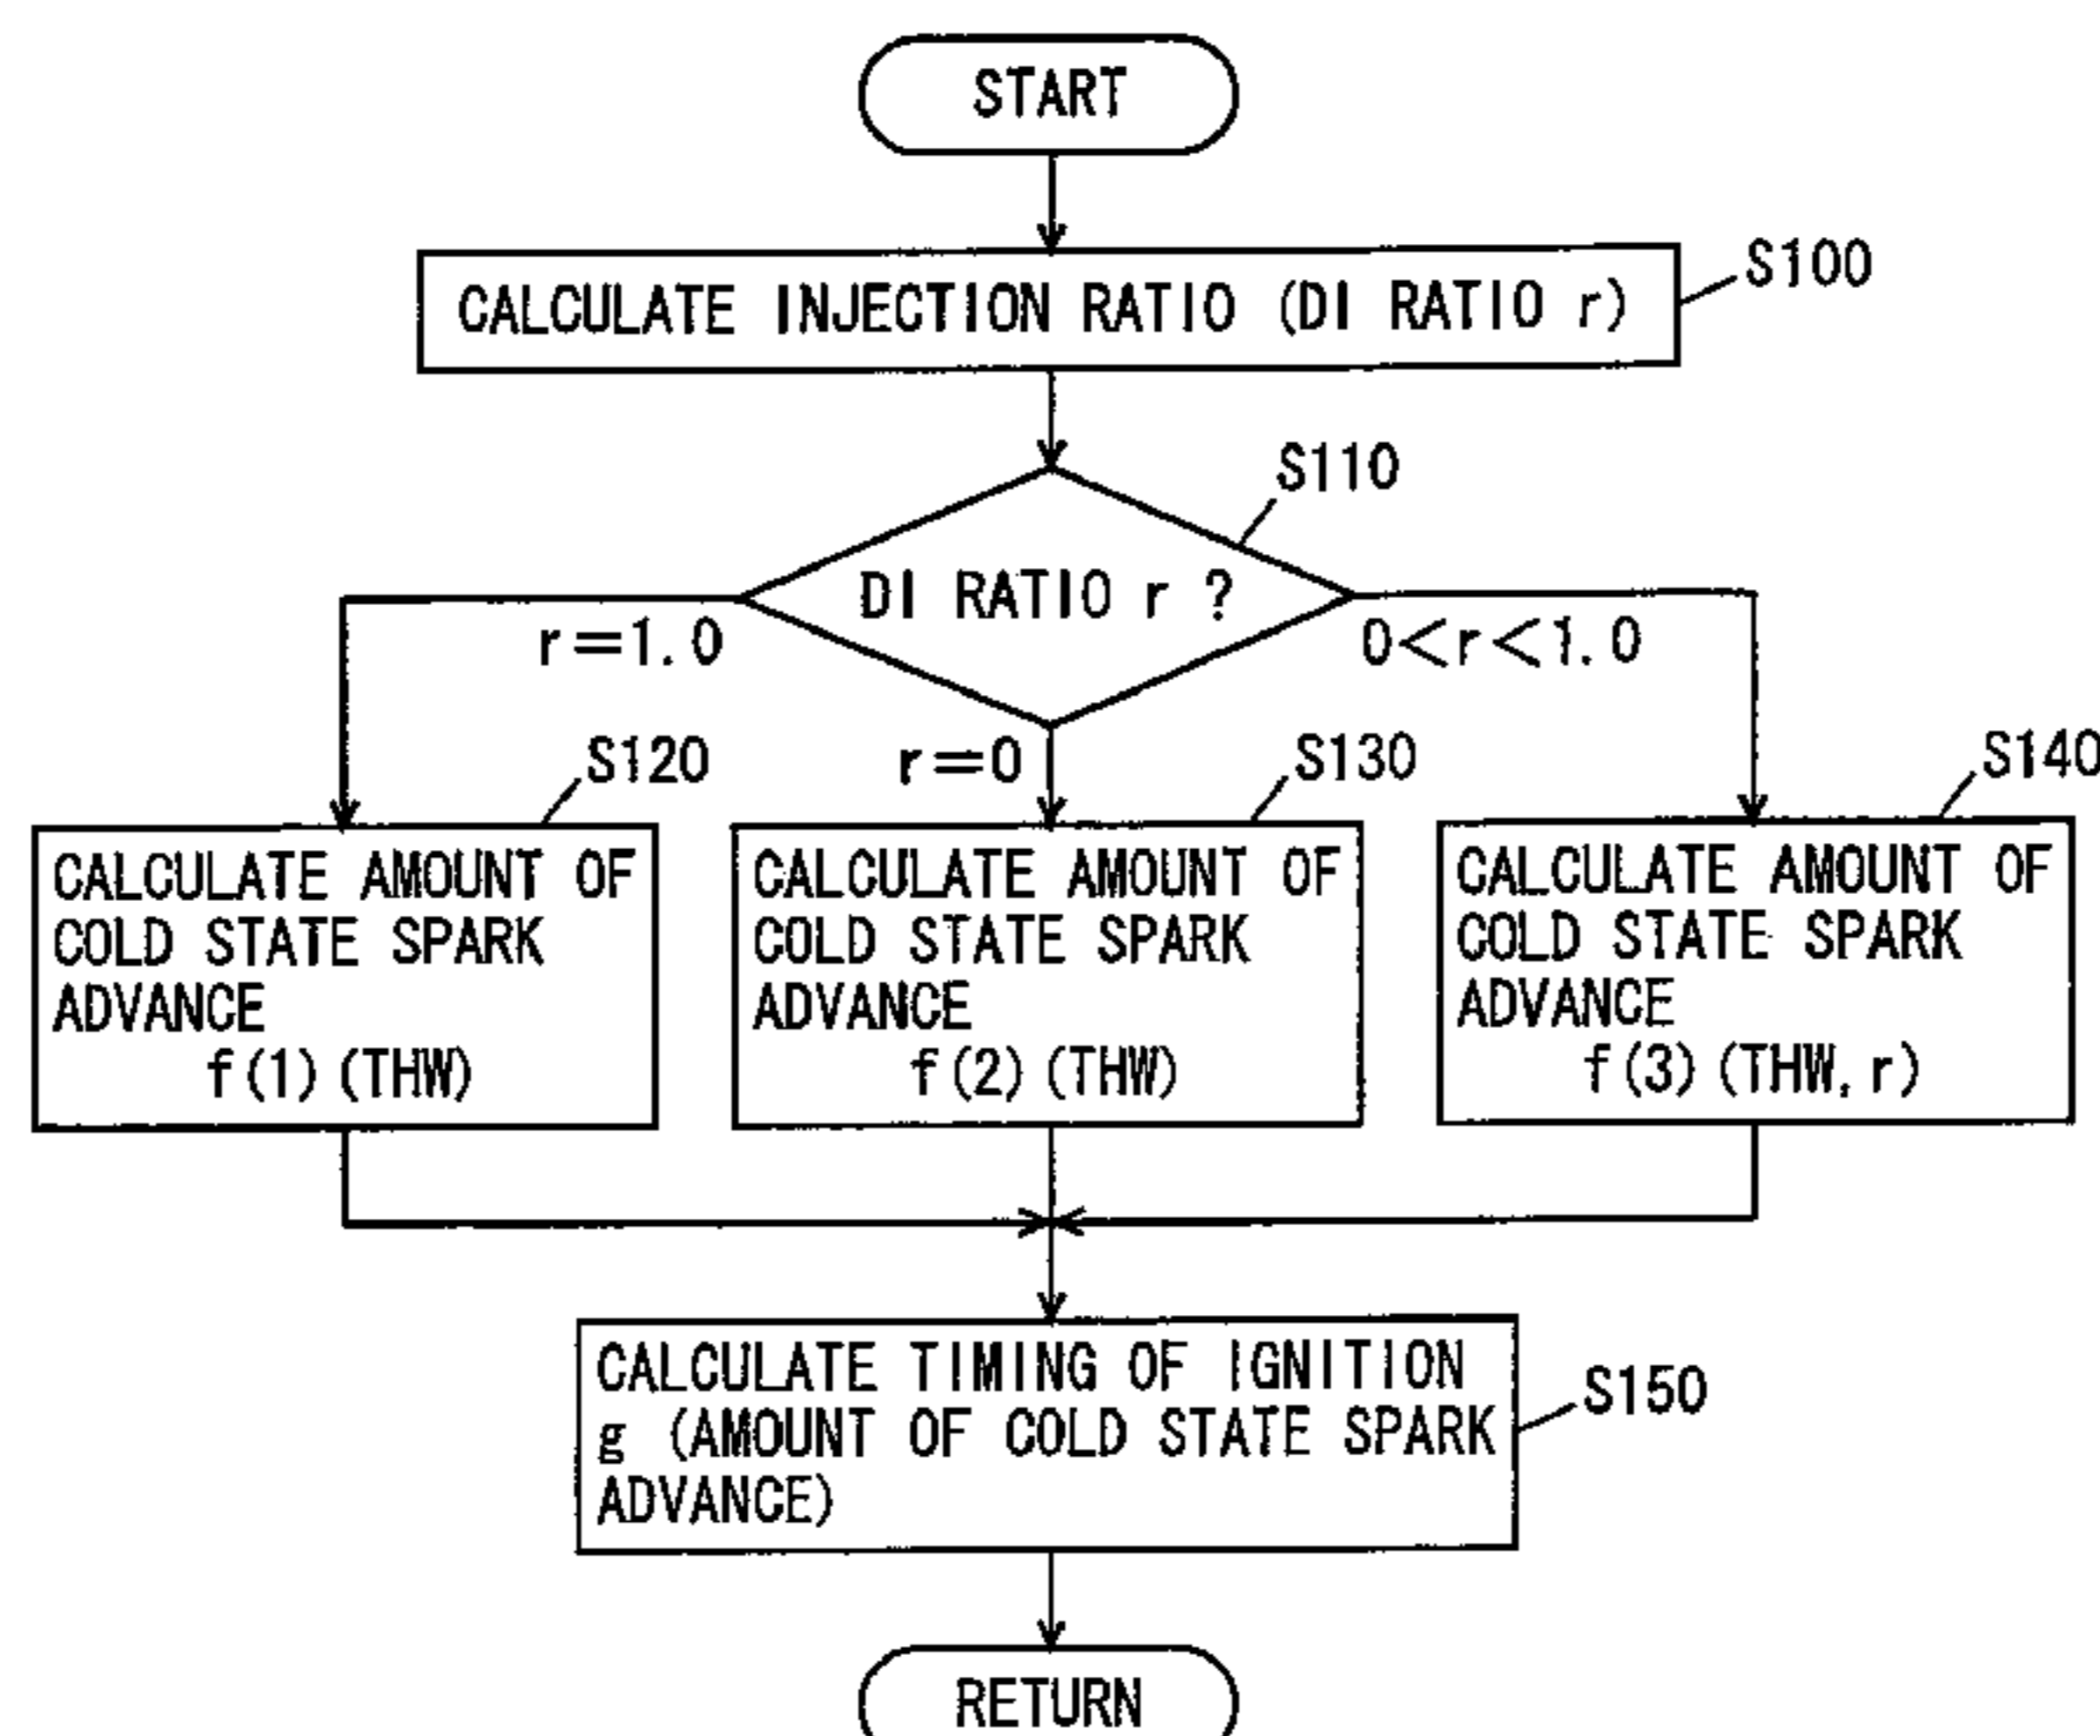 START
CALCULATE INJECTION RATIO (DI RATIO r)
S100
S110
DI RATIO r ?
r=1.0
0<r<1.0
r=0
S120
CALCULATE AMOUNT OF
COLD STATE SPARK
ADVANCE
f(1) (THW)
S130
CALCULATE AMOUNT OF
COLD STATE SPARK
ADVANCE
f(2) (THW)
S140
CALCULATE AMOUNT OF
COLD STATE SPARK
ADVANCE
f(3) (THW, r)
CALCULATE TIMING OF IGNITION
g (AMOUNT OF COLD STATE SPARK
ADVANCE)
S150
RETURN